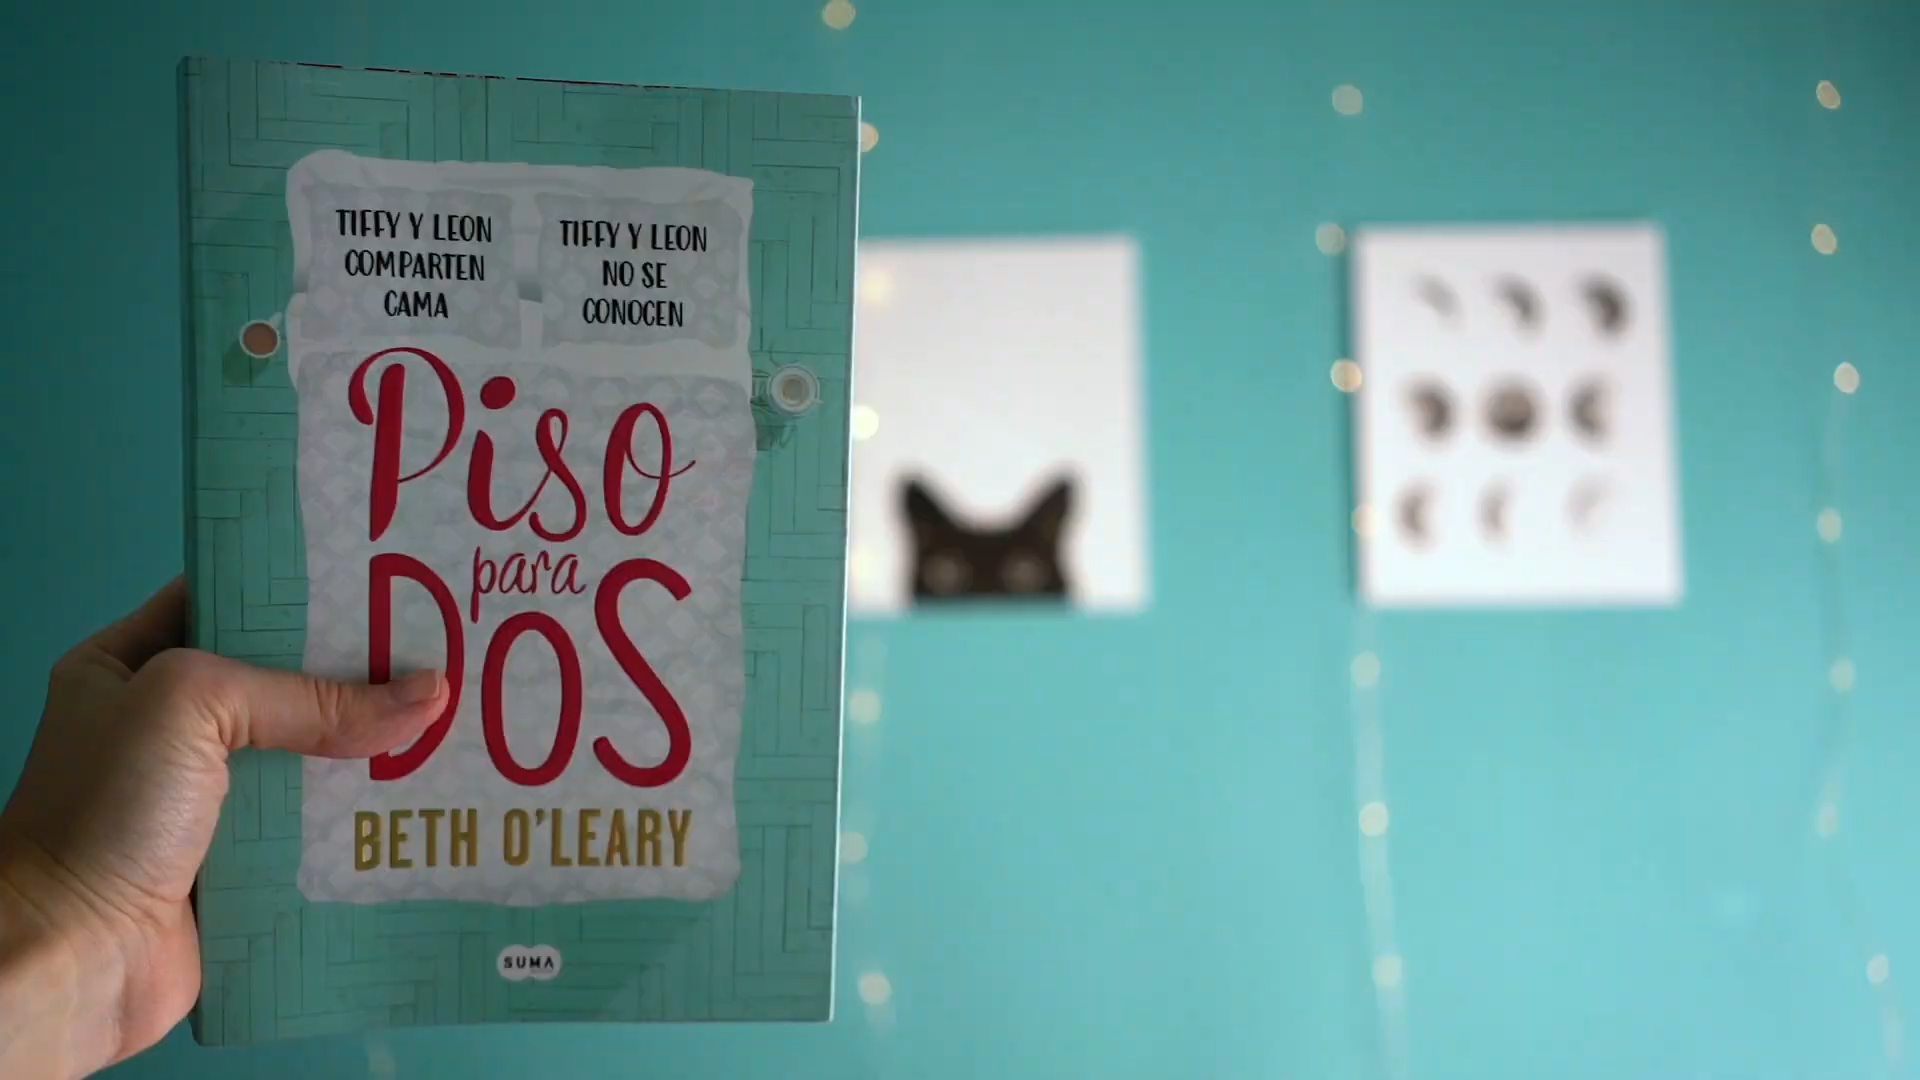 TIFFY Y LEON
COMPARTEN
CAMA
TIFFY Y LEON
NO SE
CONOCEN
Piso
para
DOS
BETH O'LEARY
SUMA